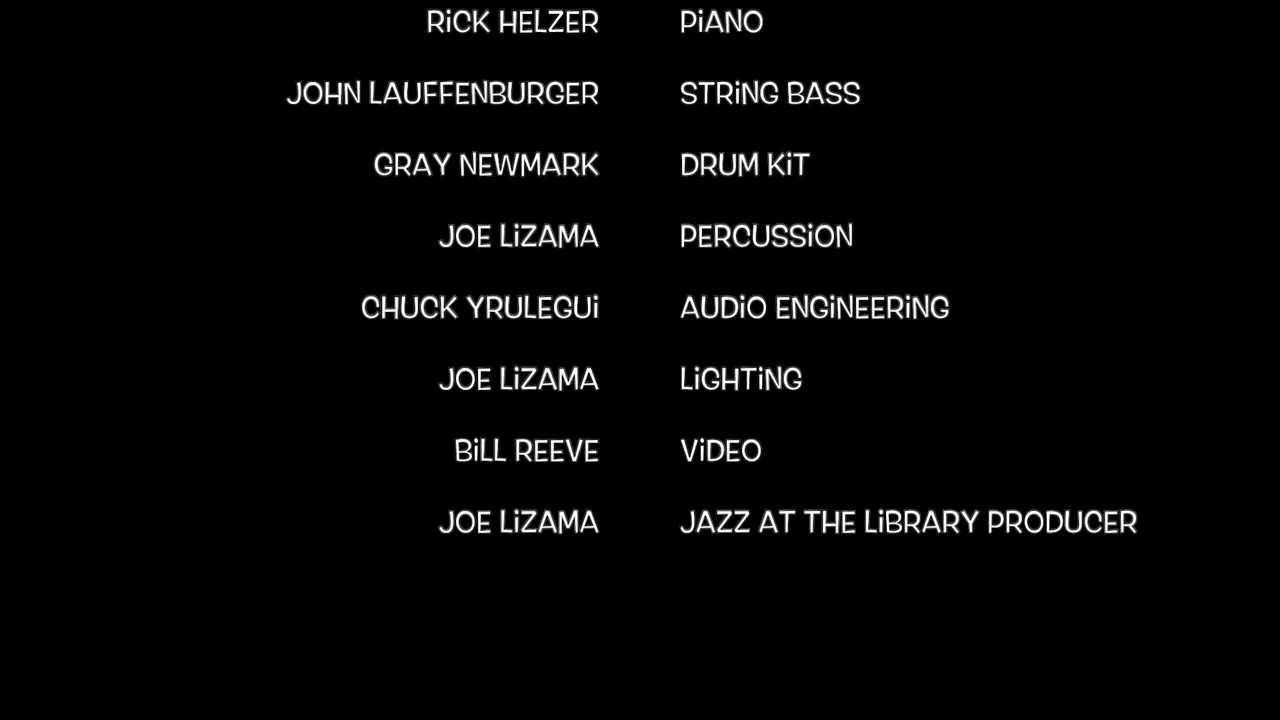 RiCK HELZER PiANO
JOHN LAUFFENBURGER STRiNG BASS
GRAY NEWMARK DRUM KiT
JOE LiZAMA PERCUSSiON
CHUCK YRULEGUi AUDiO ENGiNEERiNG
JOE LiZAMA LiGHTiNG
BiLL REEVE ViDEO
JOE LiZAMA JAZZ AT THE LiBRARY PRODUCER